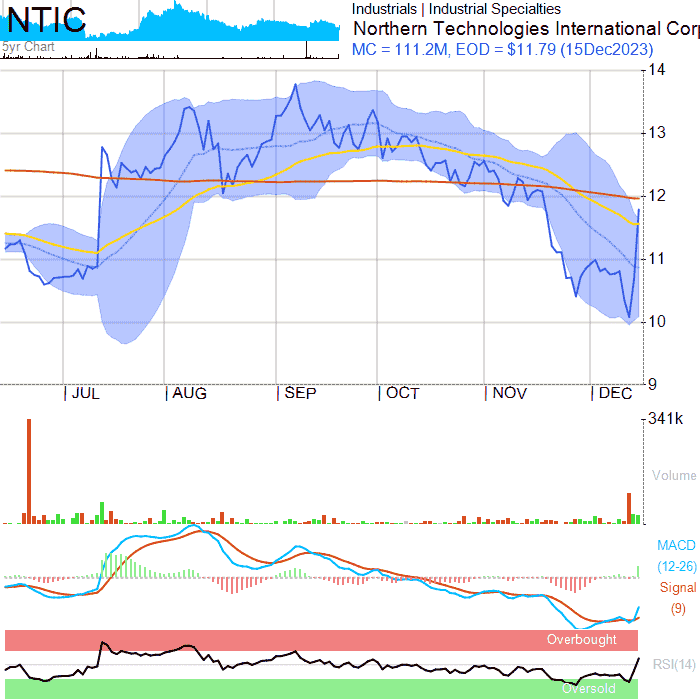 NTIC
5yr Chart
Industrials | Industrial Specialties
Northern Technologies International Corp
MC = 111.2M, EOD = $11.79 (15Dec2023)
14
13
12
11
10
9
JUL AUG SEP OCT NOV DEC
341k
Volume
MACD
(12-26)
Signal
(9)
Overbought
RSI(14)
Oversold